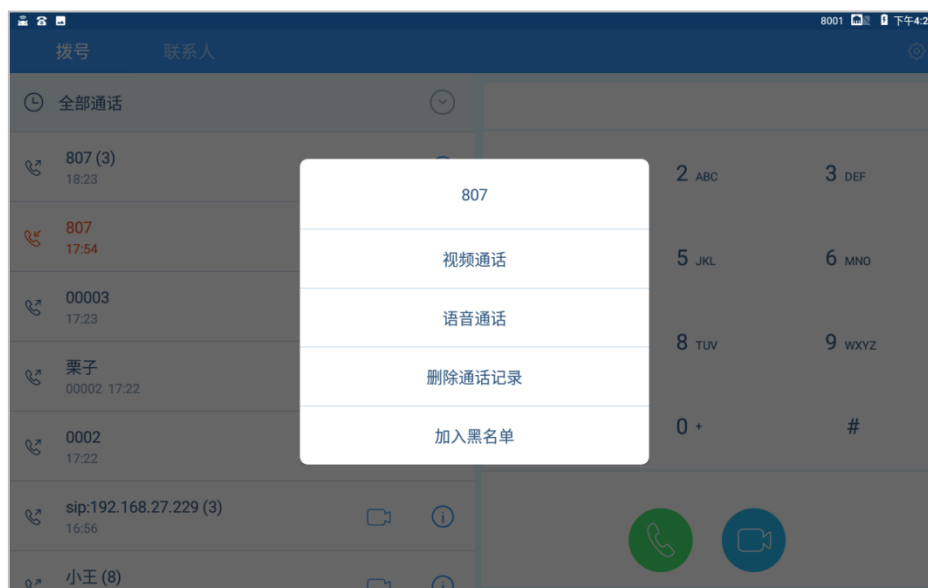 8001 下午4:2
拨号 联系人
全部通话
807 (3)
18:23
807
17:54
00003
17:23
栗子
00002 17:22
0002
17:22
sip:192.168.27.229 (3)
16:56
小王 (8)
807
视频通话
语音通话
删除通话记录
加入黑名单
2 ABC 3 DEF
5 JKL 6 MNO
8 TUV 9 WXYZ
0 + #